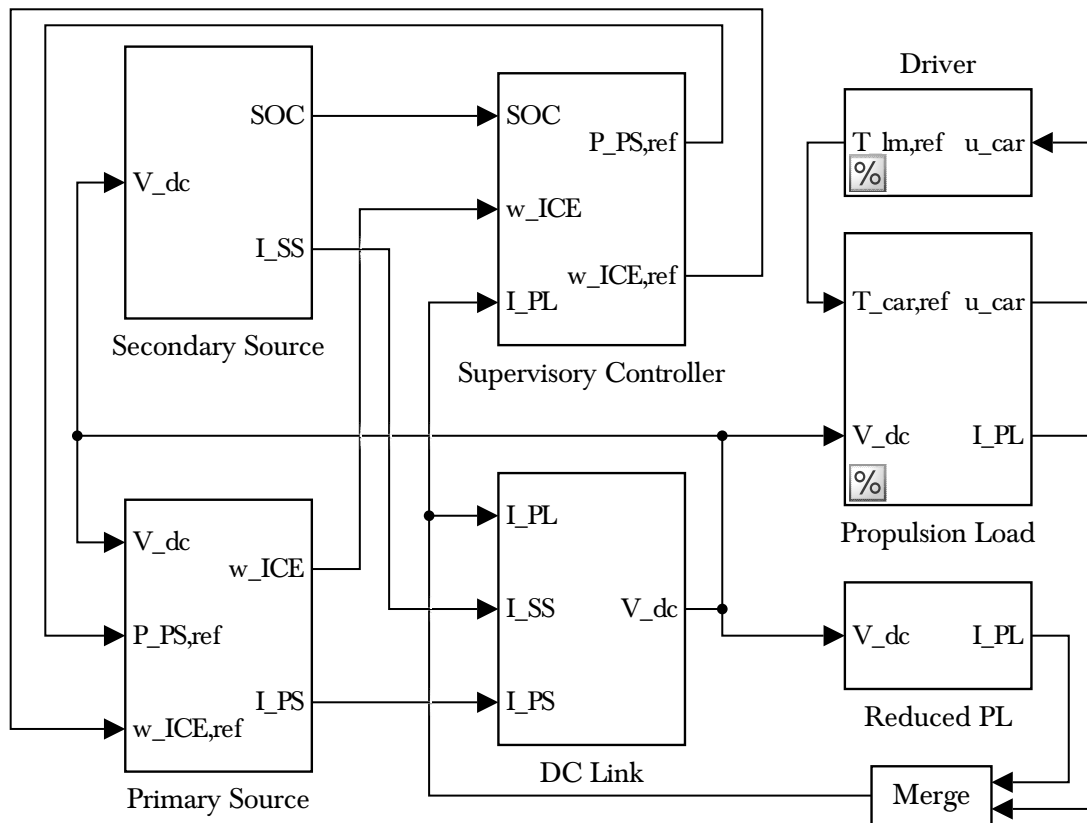 Secondary Source
SOC
V_dc
I_SS
Supervisory Controller
SOC
P_PS,ref
w_ICE
w_ICE,ref
I_PL
Driver
T_lm,ref
u_car
%
T_car,ref
u_car
V_dc
I_PL
%
Propulsion Load
V_dc
w_ICE
P_PS,ref
I_PS
w_ICE,ref
Primary Source
I_PL
I_SS
V_dc
I_PS
DC Link
V_dc
I_PL
Reduced PL
Merge